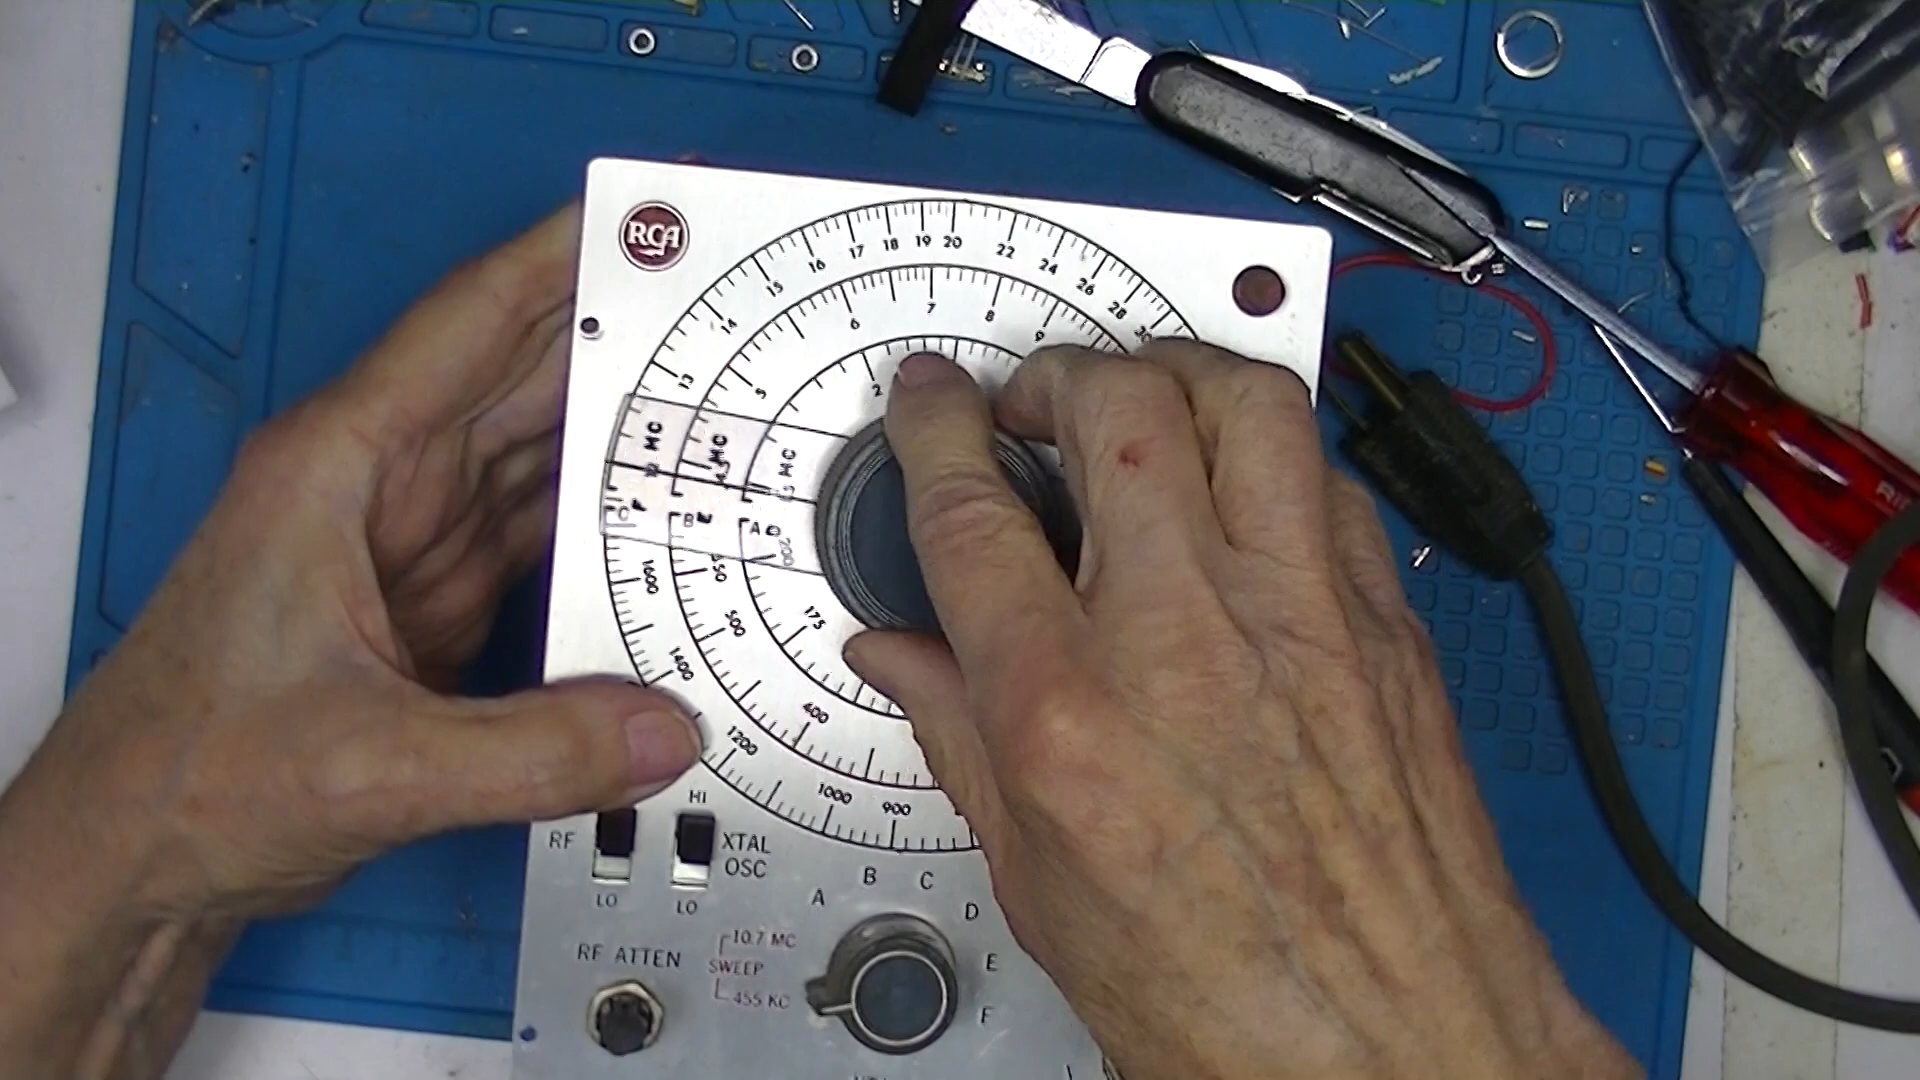 RCA
13 14 15 16 17 18 19 20 22 24 26 28 30
5 6 7 8 9
2
MC
MC
MC
C
B
A
D
200
1600 1400 1200 1000 900
550 500 400
175
HI
RF
XTAL
OSC
LO
LO
A B C D E F
RF ATTEN
10.7 MC
SWEEP
455 KC